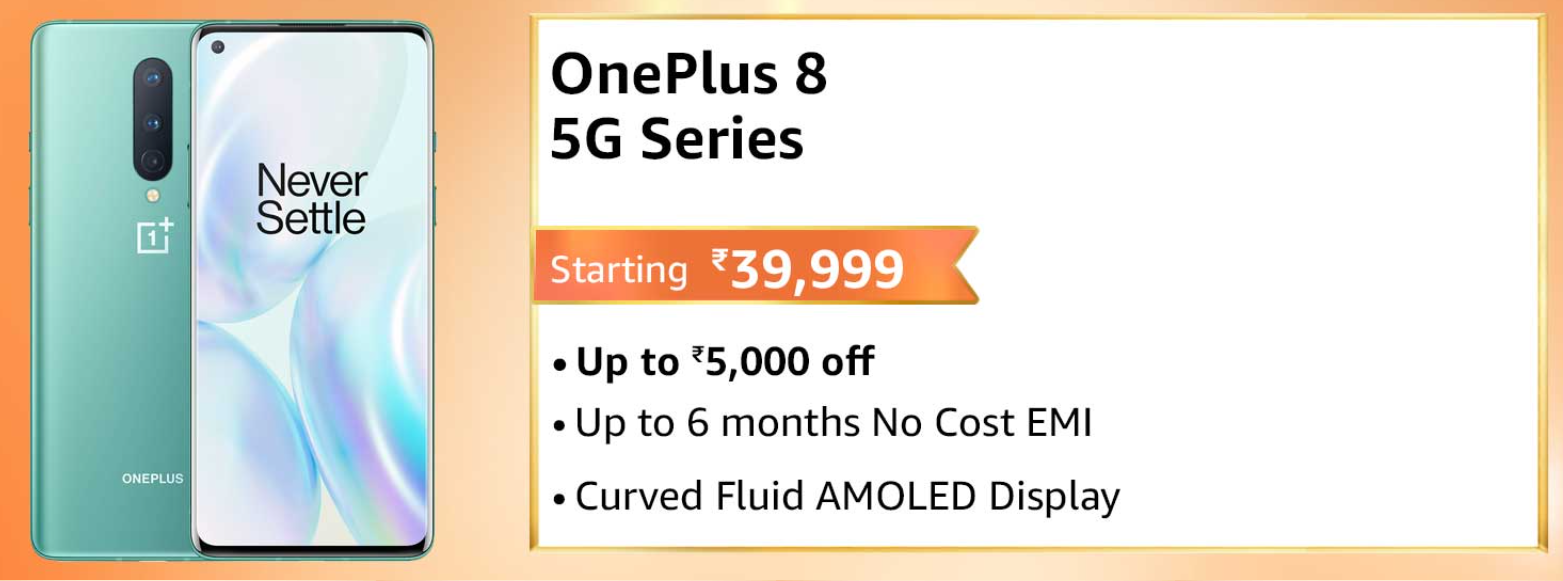 Never
Settle
1+
ONEPLUS
OnePlus 8
5G Series
Starting ₹39,999
• Up to ₹5,000 off
• Up to 6 months No Cost EMI
• Curved Fluid AMOLED Display